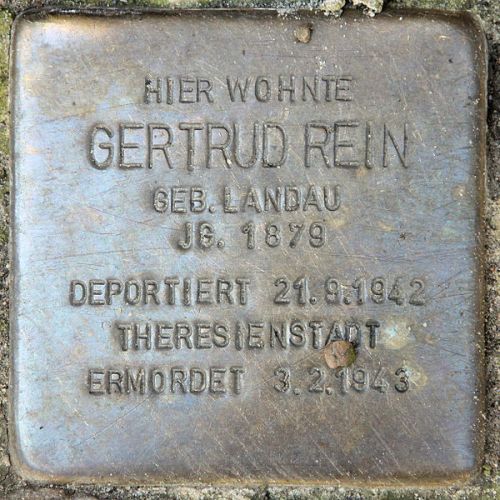 HIER WOHNTE
GERTRUD REIN
GEB. LANDAU
JG. 1879
DEPORTIERT 21.9.1942
THERESIENSTADT
ERMORDET 3.2.1943